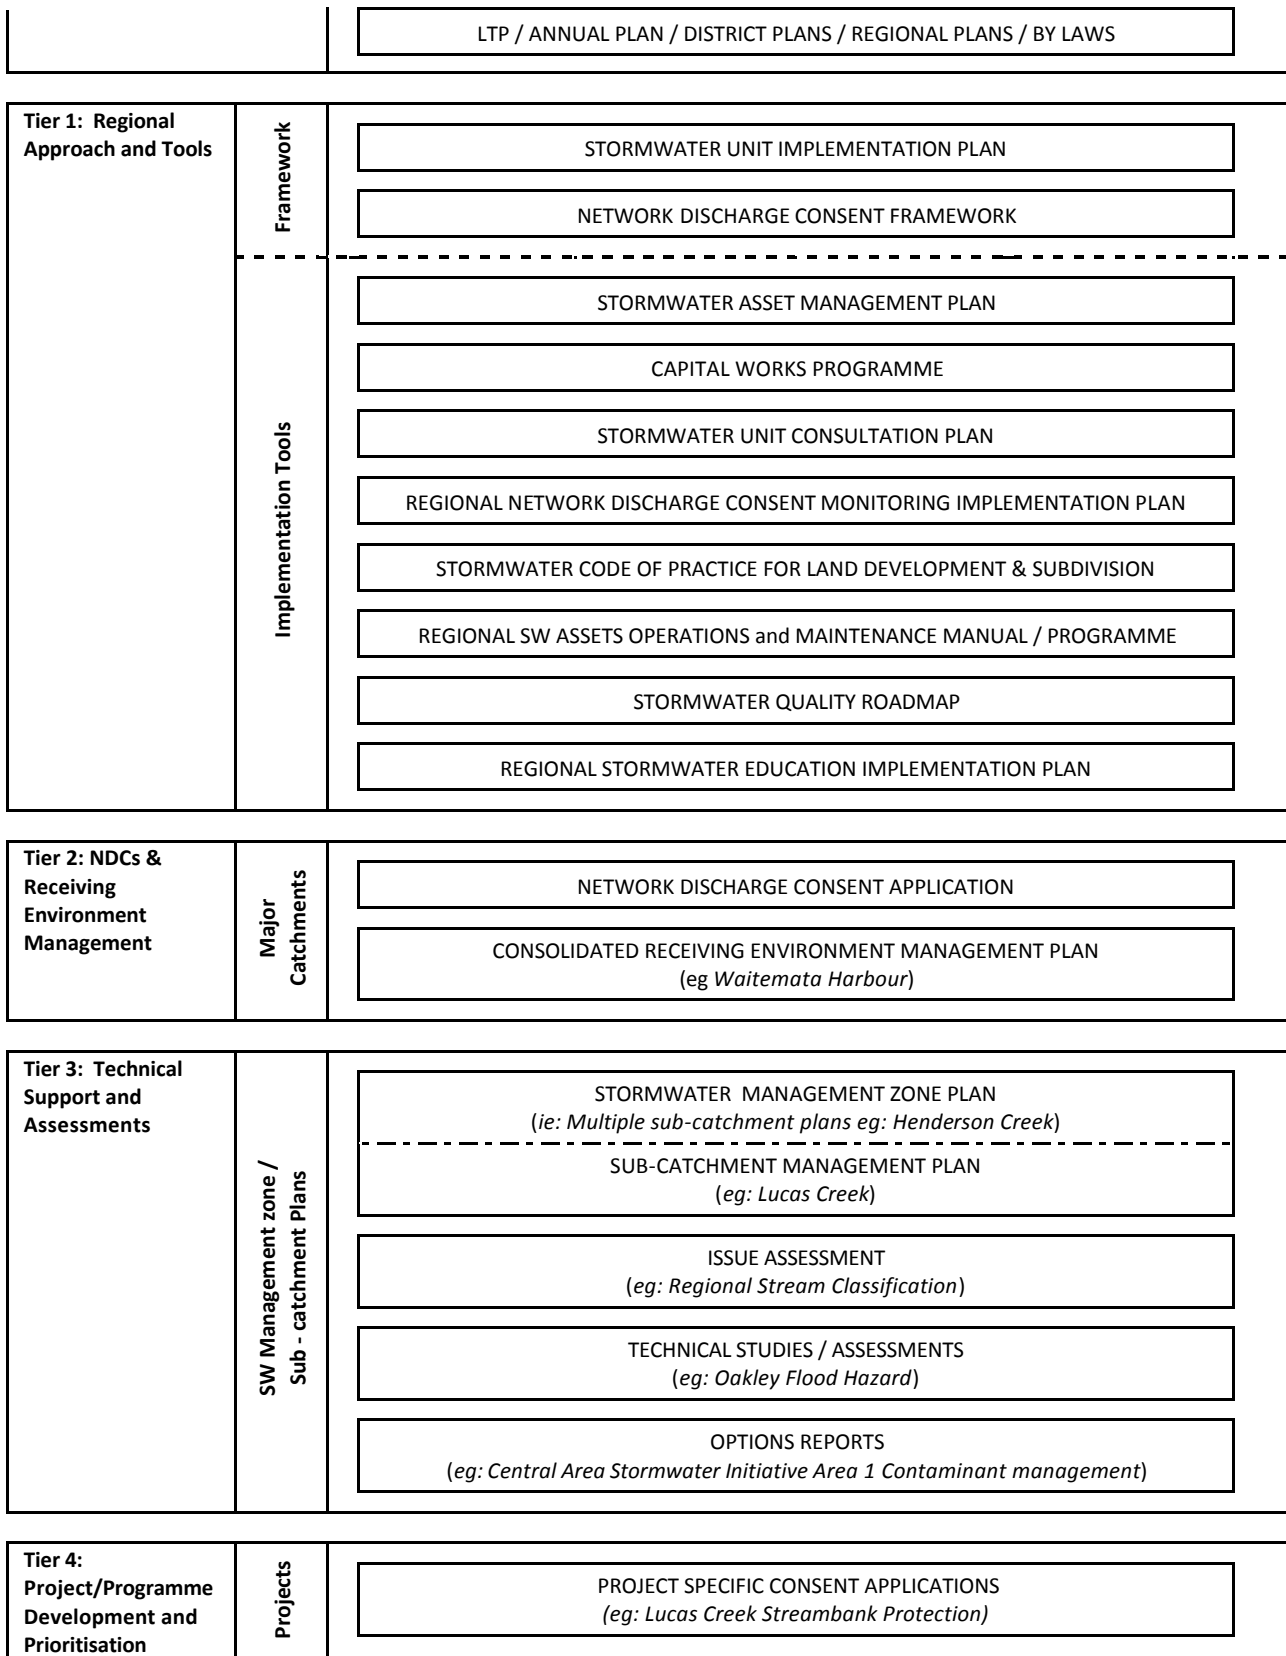 LTP / ANNUAL PLAN / DISTRICT PLANS / REGIONAL PLANS / BY LAWS
Tier 1: Regional
Approach and Tools
Framework
STORMWATER UNIT IMPLEMENTATION PLAN
NETWORK DISCHARGE CONSENT FRAMEWORK
Implementation Tools
STORMWATER ASSET MANAGEMENT PLAN
CAPITAL WORKS PROGRAMME
STORMWATER UNIT CONSULTATION PLAN
REGIONAL NETWORK DISCHARGE CONSENT MONITORING IMPLEMENTATION PLAN
STORMWATER CODE OF PRACTICE FOR LAND DEVELOPMENT & SUBDIVISION
REGIONAL SW ASSETS OPERATIONS and MAINTENANCE MANUAL / PROGRAMME
STORMWATER QUALITY ROADMAP
REGIONAL STORMWATER EDUCATION IMPLEMENTATION PLAN
Tier 2: NDCs &
Receiving
Environment
Management
Major
Catchments
NETWORK DISCHARGE CONSENT APPLICATION
CONSOLIDATED RECEIVING ENVIRONMENT MANAGEMENT PLAN
(eg Waitemata Harbour)
Tier 3: Technical
Support and
Assessments
SW Management zone /
Sub - catchment Plans
STORMWATER MANAGEMENT ZONE PLAN
(ie: Multiple sub-catchment plans eg: Henderson Creek)
SUB-CATCHMENT MANAGEMENT PLAN
(eg: Lucas Creek)
ISSUE ASSESSMENT
(eg: Regional Stream Classification)
TECHNICAL STUDIES / ASSESSMENTS
(eg: Oakley Flood Hazard)
OPTIONS REPORTS
(eg: Central Area Stormwater Initiative Area 1 Contaminant management)
Tier 4:
Project/Programme
Development and
Prioritisation
Projects
PROJECT SPECIFIC CONSENT APPLICATIONS
(eg: Lucas Creek Streambank Protection)